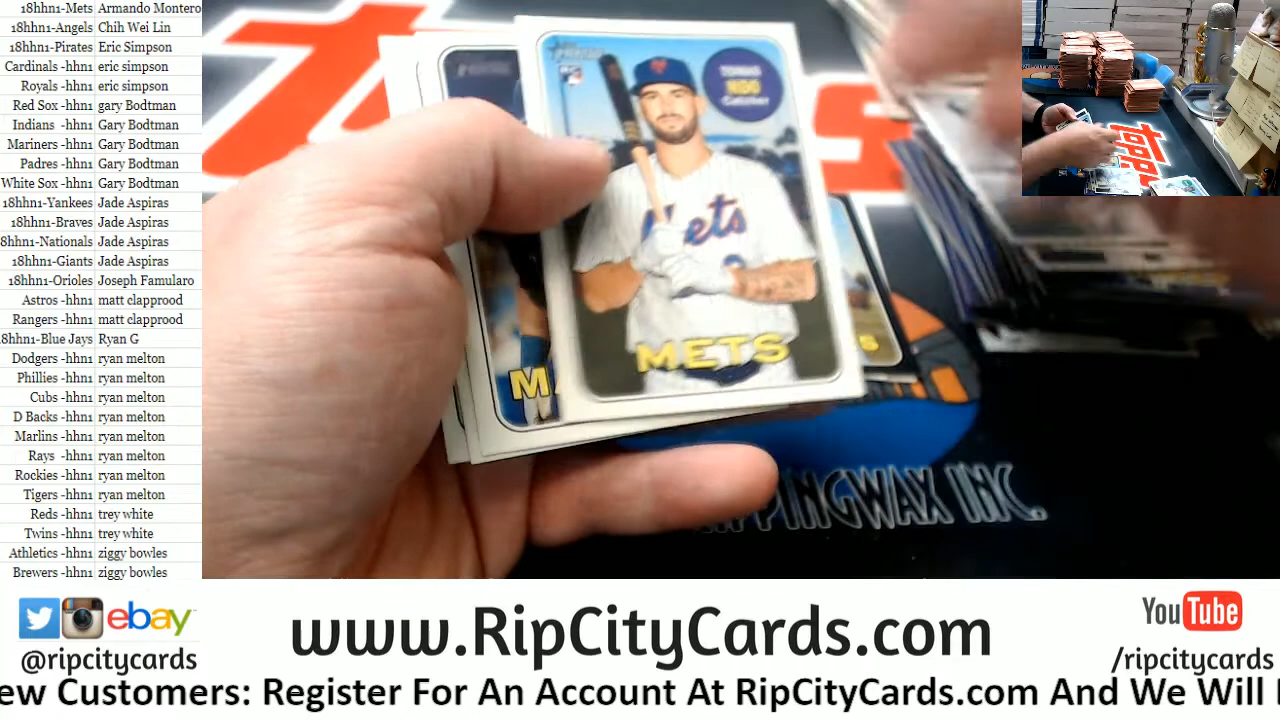 18hhn1-Mets Armando Montero
18hhn1-Angels Chih Wei Lin
18hhn1-Pirates Eric Simpson
Cardinals -hhn1 eric simpson
Royals -hhn1 eric simpson
Red Sox -hhn1 gary Bodtman
Indians -hhn1 Gary Bodtman
Mariners -hhn1 Gary Bodtman
Padres -hhn1 Gary Bodtman
White Sox -hhn1 Gary Bodtman
18hhn1-Yankees Jade Aspiras
18hhn1-Braves Jade Aspiras
8hhn1-Nationals Jade Aspiras
18hhn1-Giants Jade Aspiras
18hhn1-Orioles Joseph Famularo
Astros -hhn1 matt clapprood
Rangers -hhn1 matt clapprood
8hhn1-Blue Jays Ryan G
Dodgers -hhn1 ryan melton
Phillies -hhn1 ryan melton
Cubs -hhn1 ryan melton
D Backs -hhn1 ryan melton
Marlins -hhn1 ryan melton
Rays -hhn1 ryan melton
Rockies -hhn1 ryan melton
Tigers -hhn1 ryan melton
Reds -hhn1 trey white
Twins -hhn1 trey white
Athletics -hhn1 ziggy bowles
Brewers -hhn1 ziggy bowles
TOMAS
NIDO
Catcher
Mets
METS
M
S
RIPPINGWAX INC.
topps
ebay
@ripcitycards
www.RipCityCards.com
YouTube
/ripcitycards
ew Customers: Register For An Account At RipCityCards.com And We Will